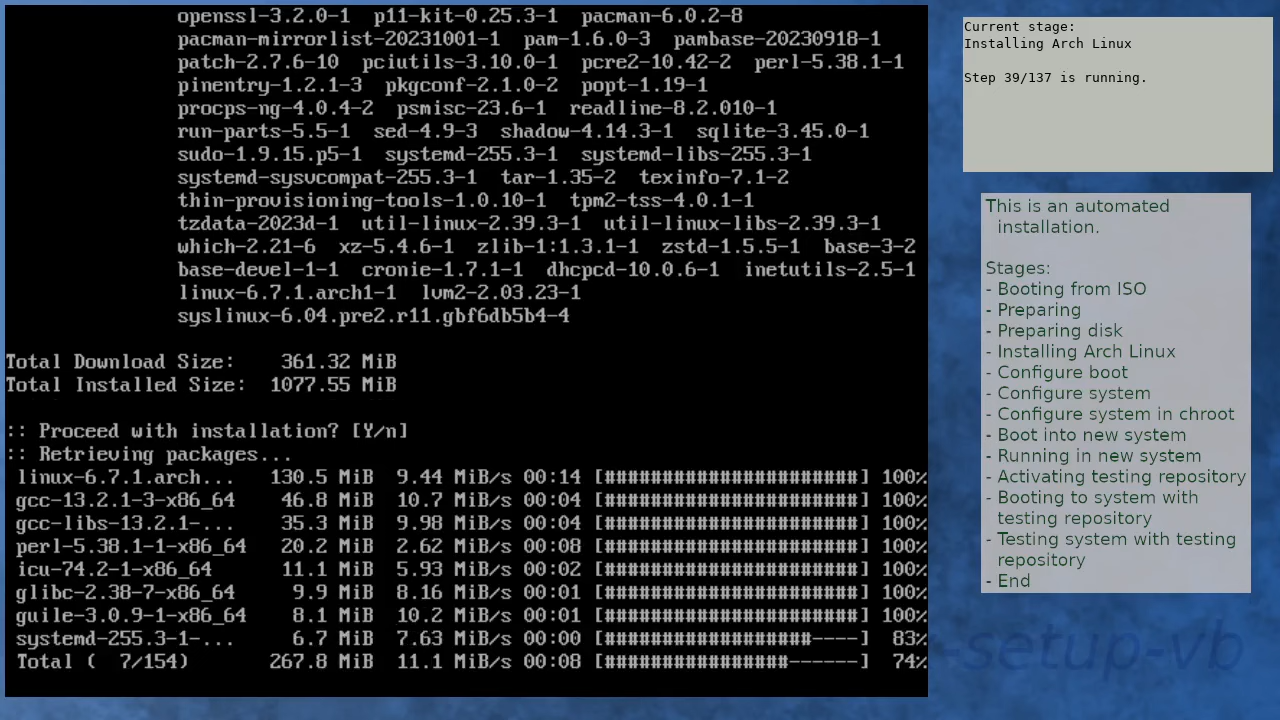 openssl-3.2.0-1  p11-kit-0.25.3-1  pacman-6.0.2-8
pacman-mirrorlist-20231001-1  pam-1.6.0-3  pambase-20230918-1
patch-2.7.6-10  pciutils-3.10.0-1  pcre2-10.42-2  perl-5.38.1-1
pinentry-1.2.1-3  pkgconf-2.1.0-2  popt-1.19-1
procps-ng-4.0.4-2  psmisc-23.6-1  readline-8.2.010-1
run-parts-5.5-1  sed-4.9-3  shadow-4.14.3-1  sqlite-3.45.0-1
sudo-1.9.15.p5-1  systemd-255.3-1  systemd-libs-255.3-1
systemd-sysvcompat-255.3-1  tar-1.35-2  texinfo-7.1-2
thin-provisioning-tools-1.0.10-1  tpm2-tss-4.0.1-1
tzdata-2023d-1  util-linux-2.39.3-1  util-linux-libs-2.39.3-1
which-2.21-6  xz-5.4.6-1  zlib-1:1.3.1-1  zstd-1.5.5-1  base-3-2
base-devel-1-1  cronie-1.7.1-1  dhcpcd-10.0.6-1  inetutils-2.5-1
linux-6.7.1.arch1-1  lvm2-2.03.23-1
syslinux-6.04.pre2.r11.gbf6db5b4-4
Total Download Size:    361.32 MiB
Total Installed Size:  1077.55 MiB
:: Proceed with installation? [Y/n]
:: Retrieving packages...
linux-6.7.1.arch...   130.5 MiB  9.44 MiB/s 00:14 [#######################] 100%
gcc-13.2.1-3-x86_64    46.8 MiB  10.7 MiB/s 00:04 [#######################] 100%
gcc-libs-13.2.1-...    35.3 MiB  9.98 MiB/s 00:04 [#######################] 100%
perl-5.38.1-1-x86_64   20.2 MiB  2.62 MiB/s 00:08 [#######################] 100%
icu-74.2-1-x86_64      11.1 MiB  5.93 MiB/s 00:02 [#######################] 100%
glibc-2.38-7-x86_64     9.9 MiB  8.16 MiB/s 00:01 [#######################] 100%
guile-3.0.9-1-x86_64    8.1 MiB  10.2 MiB/s 00:01 [#######################] 100%
systemd-255.3-1-...     6.7 MiB  7.63 MiB/s 00:00 [###################----]  83%
Total (  7/154)       267.8 MiB  11.1 MiB/s 00:08 [#################------]  74%
Current stage:
Installing Arch Linux
Step 39/137 is running.
This is an automated
installation.
Stages:
- Booting from ISO
- Preparing
- Preparing disk
- Installing Arch Linux
- Configure boot
- Configure system
- Configure system in chroot
- Boot into new system
- Running in new system
- Activating testing repository
- Booting to system with
testing repository
- Testing system with testing
repository
- End
-setup-vb